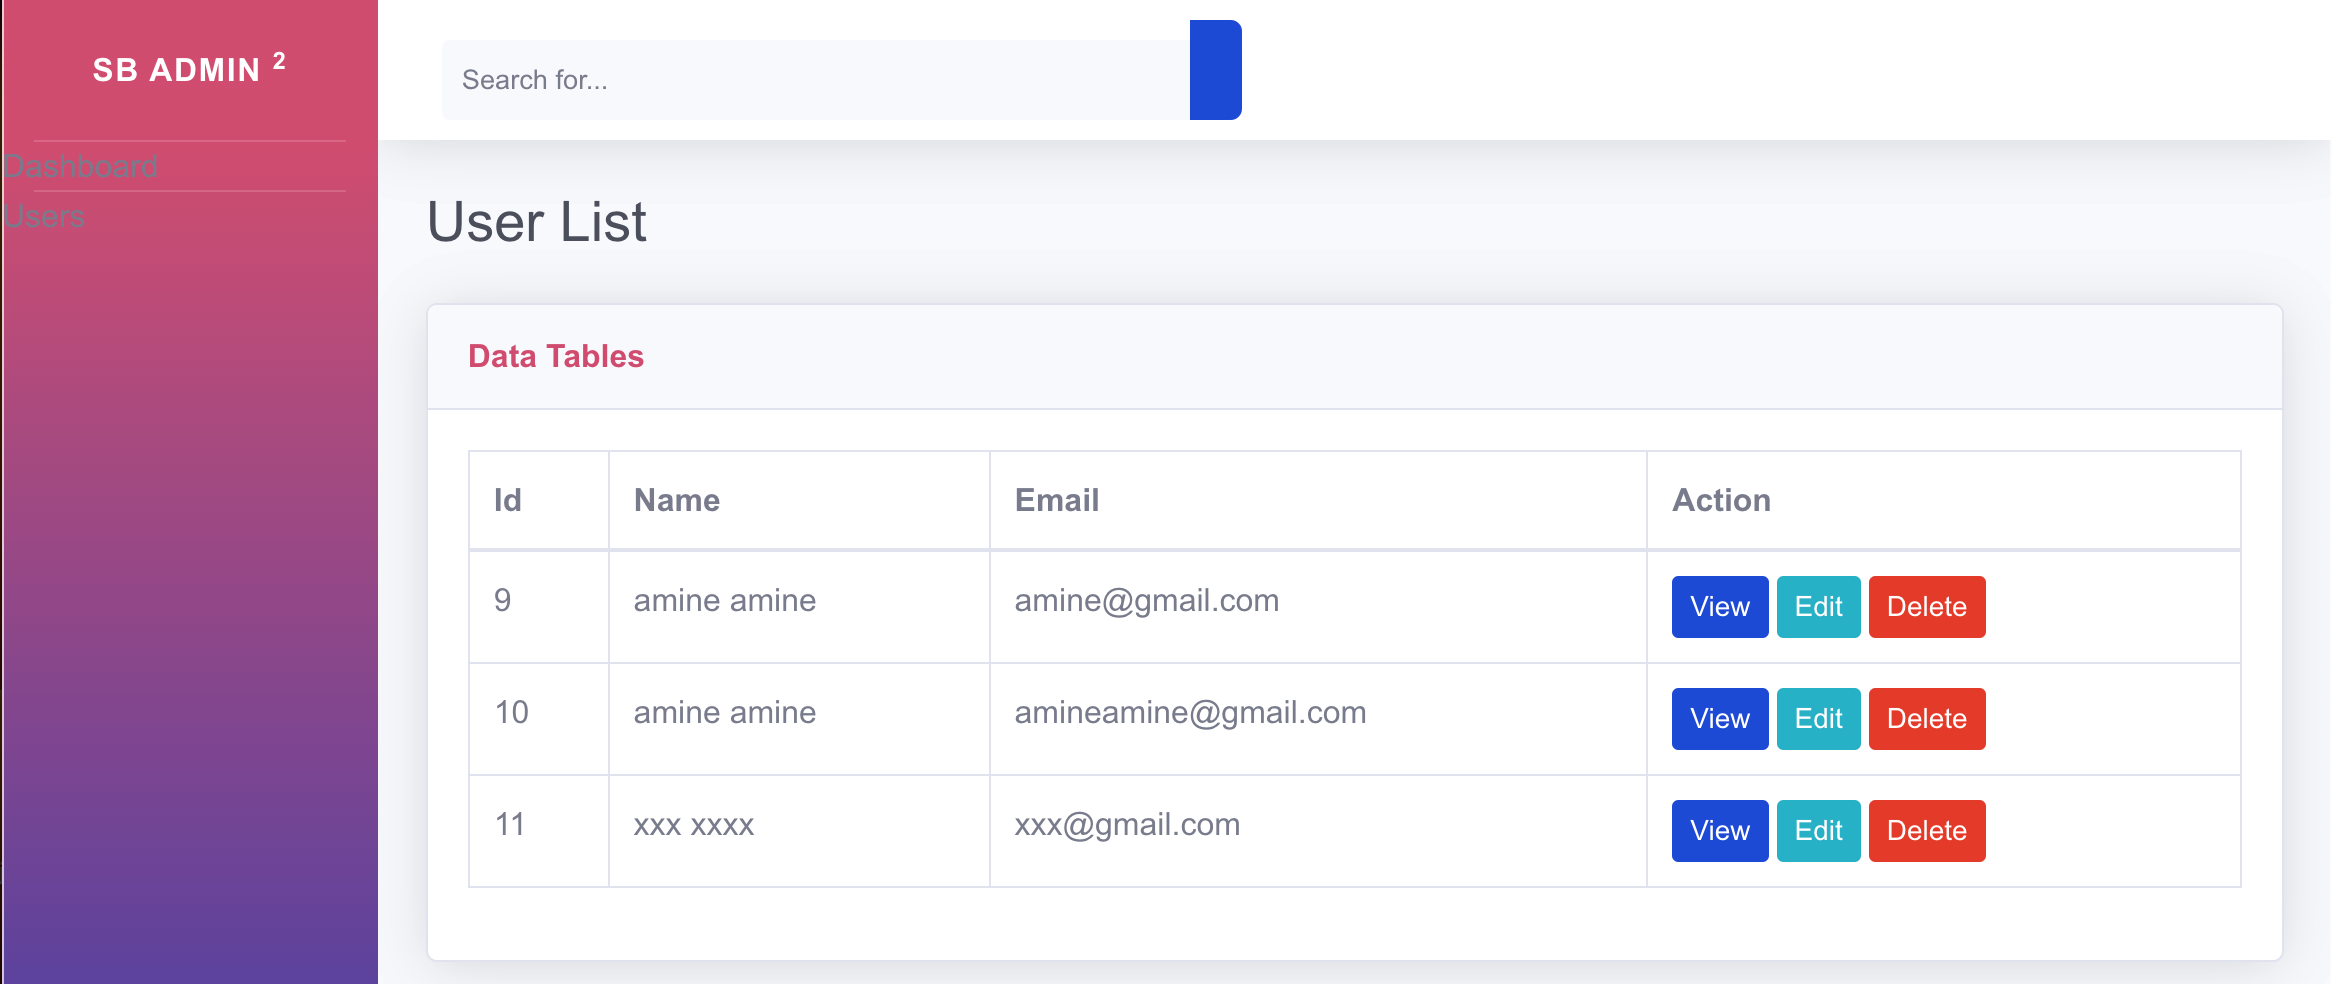 SB ADMIN 2
Search for...
Dashboard
Users
User List
Data Tables
Id Name Email Action
9 amine amine amine@gmail.com View Edit Delete
10 amine amine amineamine@gmail.com View Edit Delete
11 xxx xxxx xxx@gmail.com View Edit Delete